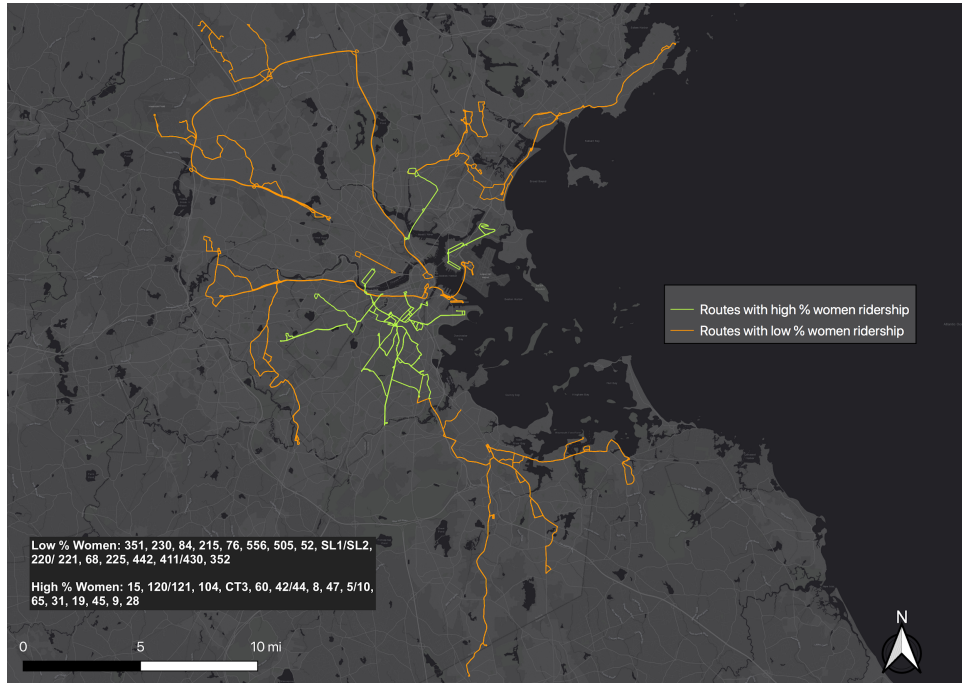 Routes with high % women ridership
Routes with low % women ridership
Low % Women: 351, 230, 84, 215, 76, 556, 505, 52, SL1/SL2,
220/ 221, 68, 225, 442, 411/430, 352
High % Women: 15, 120/121, 104, CT3, 60, 42/44, 8, 47, 5/10,
65, 31, 19, 45, 9, 28
N
0 5 10 mi